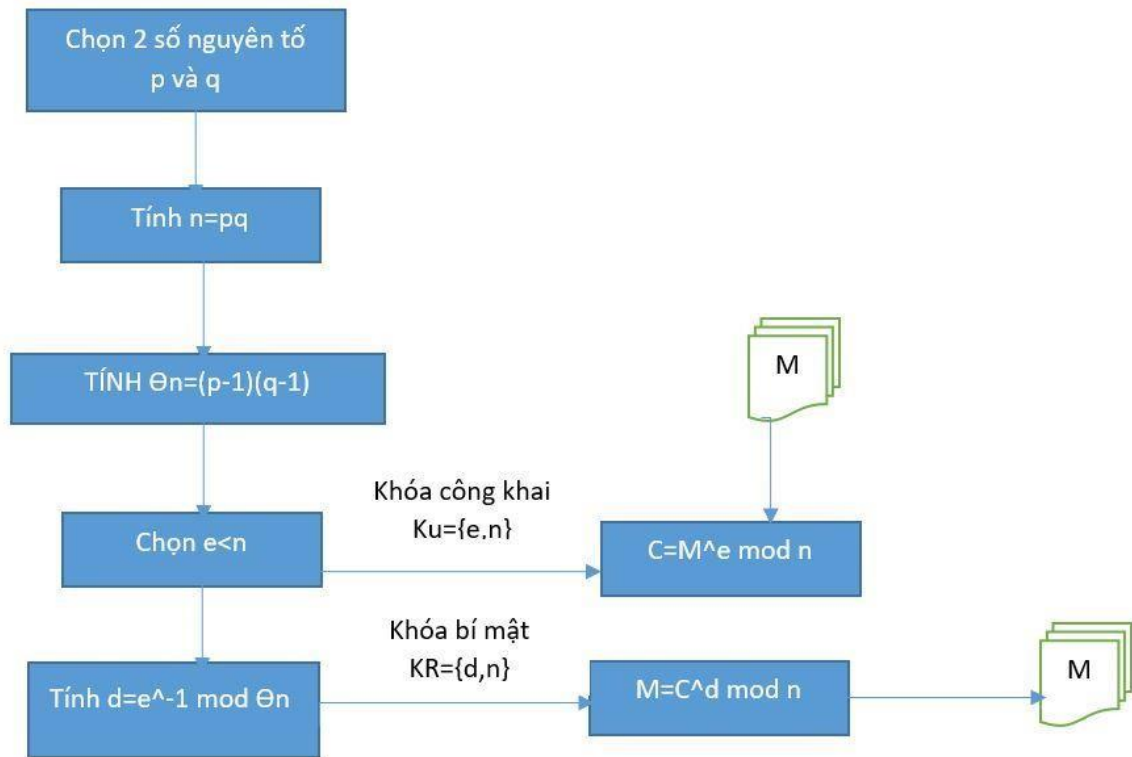 Chọn 2 số nguyên tố
p và q
Tính n=pq
TÍNH Ɵn=(p-1)(q-1)
M
Khóa công khai
Ku={e,n}
Chọn e<n
C=M^e mod n
Khóa bí mật
KR={d,n}
Tính d=e^-1 mod Ɵn
M=C^d mod n
M